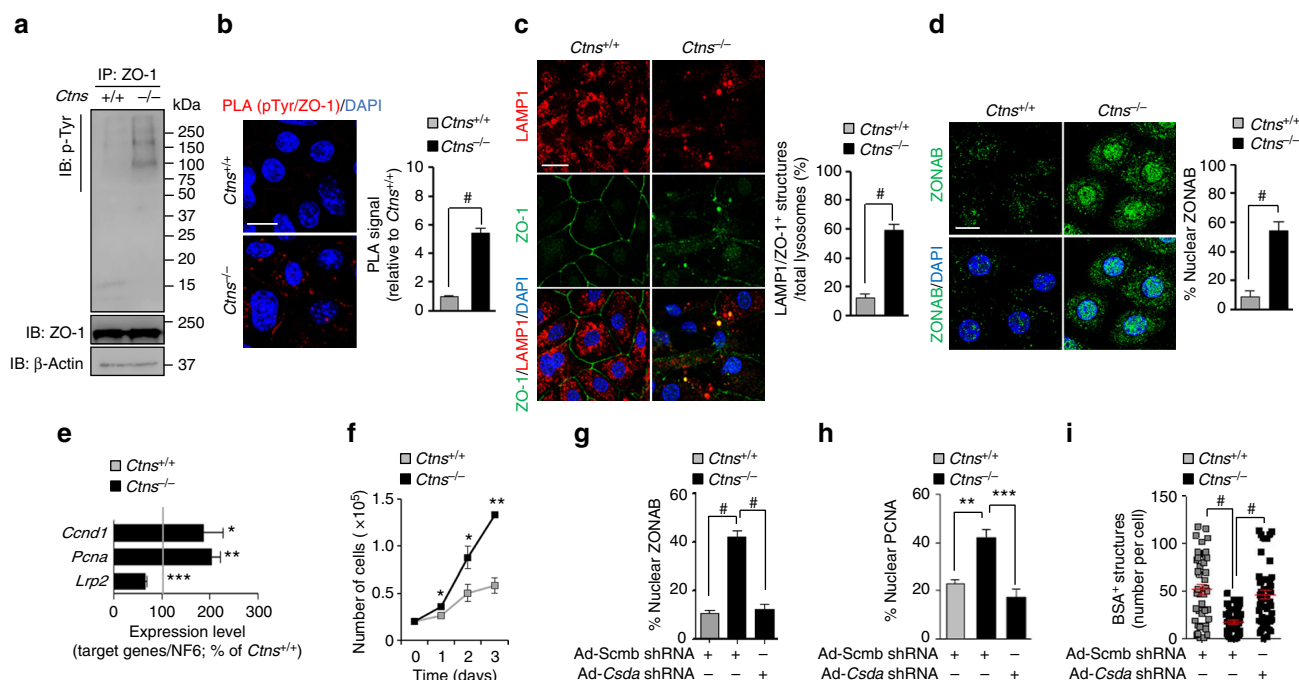 a
IP: ZO-1
Ctns +/+ −/− kDa
IB: p-Tyr
250
150
100
75
50
37
25
20
15
IB: ZO-1
250
IB: β-Actin
37
b
PLA (pTyr/ZO-1)/DAPI
Ctns+/+
Ctns−/−
Ctns+/+
Ctns−/−
PLA signal
(relative to Ctns+/+)
8
6
4
2
0
#
c
Ctns+/+ Ctns−/−
LAMP1
ZO-1
ZO-1/LAMP1/DAPI
Ctns+/+
Ctns−/−
LAMP1/ZO-1+ structures
/total lysosomes (%)
100
80
60
40
20
0
#
d
Ctns+/+ Ctns−/−
ZONAB
ZONAB/DAPI
Ctns+/+
Ctns−/−
% Nuclear ZONAB
100
80
60
40
20
0
#
e
Ctns+/+
Ctns−/−
Ccnd1 *
Pcna **
Lrp2 ***
0 100 200 300
Expression level
(target genes/NF6; % of Ctns+/+)
f
Ctns+/+
Ctns−/−
Number of cells (×10⁵)
1.5
1.0
0.5
0
* * **
0 1 2 3
Time (days)
g
Ctns+/+
Ctns−/−
% Nuclear ZONAB
60
40
20
0
# #
Ad-Scmb shRNA + + −
Ad-Csda shRNA − − +
h
Ctns+/+
Ctns−/−
% Nuclear PCNA
60
40
20
0
** ***
Ad-Scmb shRNA + + −
Ad-Csda shRNA − − +
i
Ctns+/+
Ctns−/−
BSA+ structures
(number per cell)
150
100
50
0
# #
Ad-Scmb shRNA + + −
Ad-Csda shRNA − − +